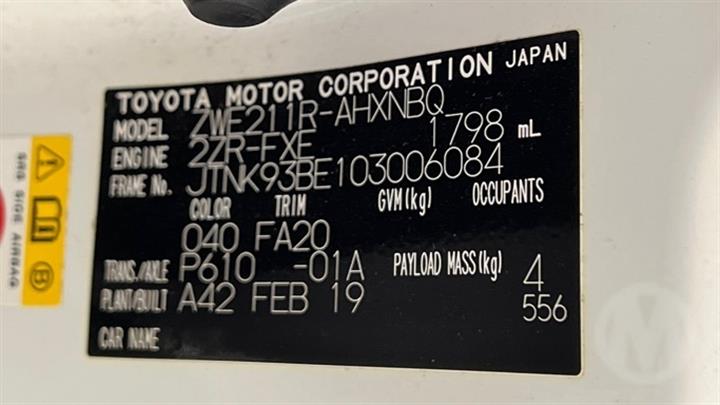 TOYOTA MOTOR CORPORATION JAPAN
MODEL ZWE211R-AHXNBQ
ENGINE 2ZR-FXE 1798 mL
FRAME No. JTNK93BE103006084
COLOR TRIM GVM(kg) OCCUPANTS
040 FA20
TRANS./AXLE P610 -01A PAYLOAD MASS(kg) 4
PLANT/BUILT A42 FEB 19 556
CAR NAME
SRS SIDE AIRBAG
B
M